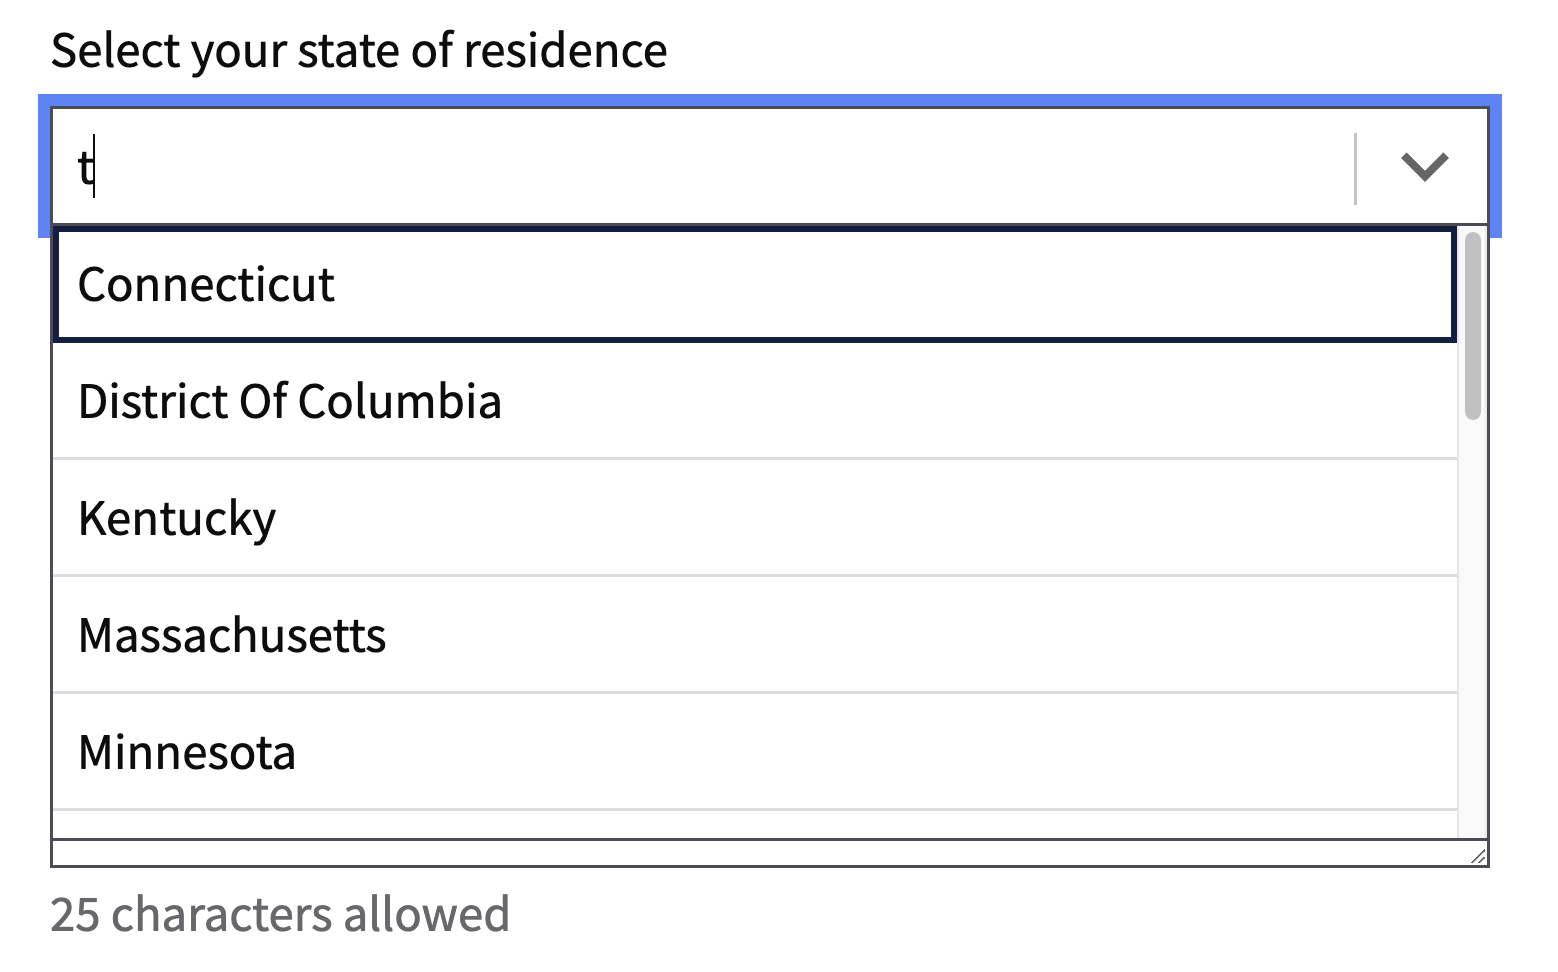 Select your state of residence
t
Connecticut
District Of Columbia
Kentucky
Massachusetts
Minnesota
25 characters allowed